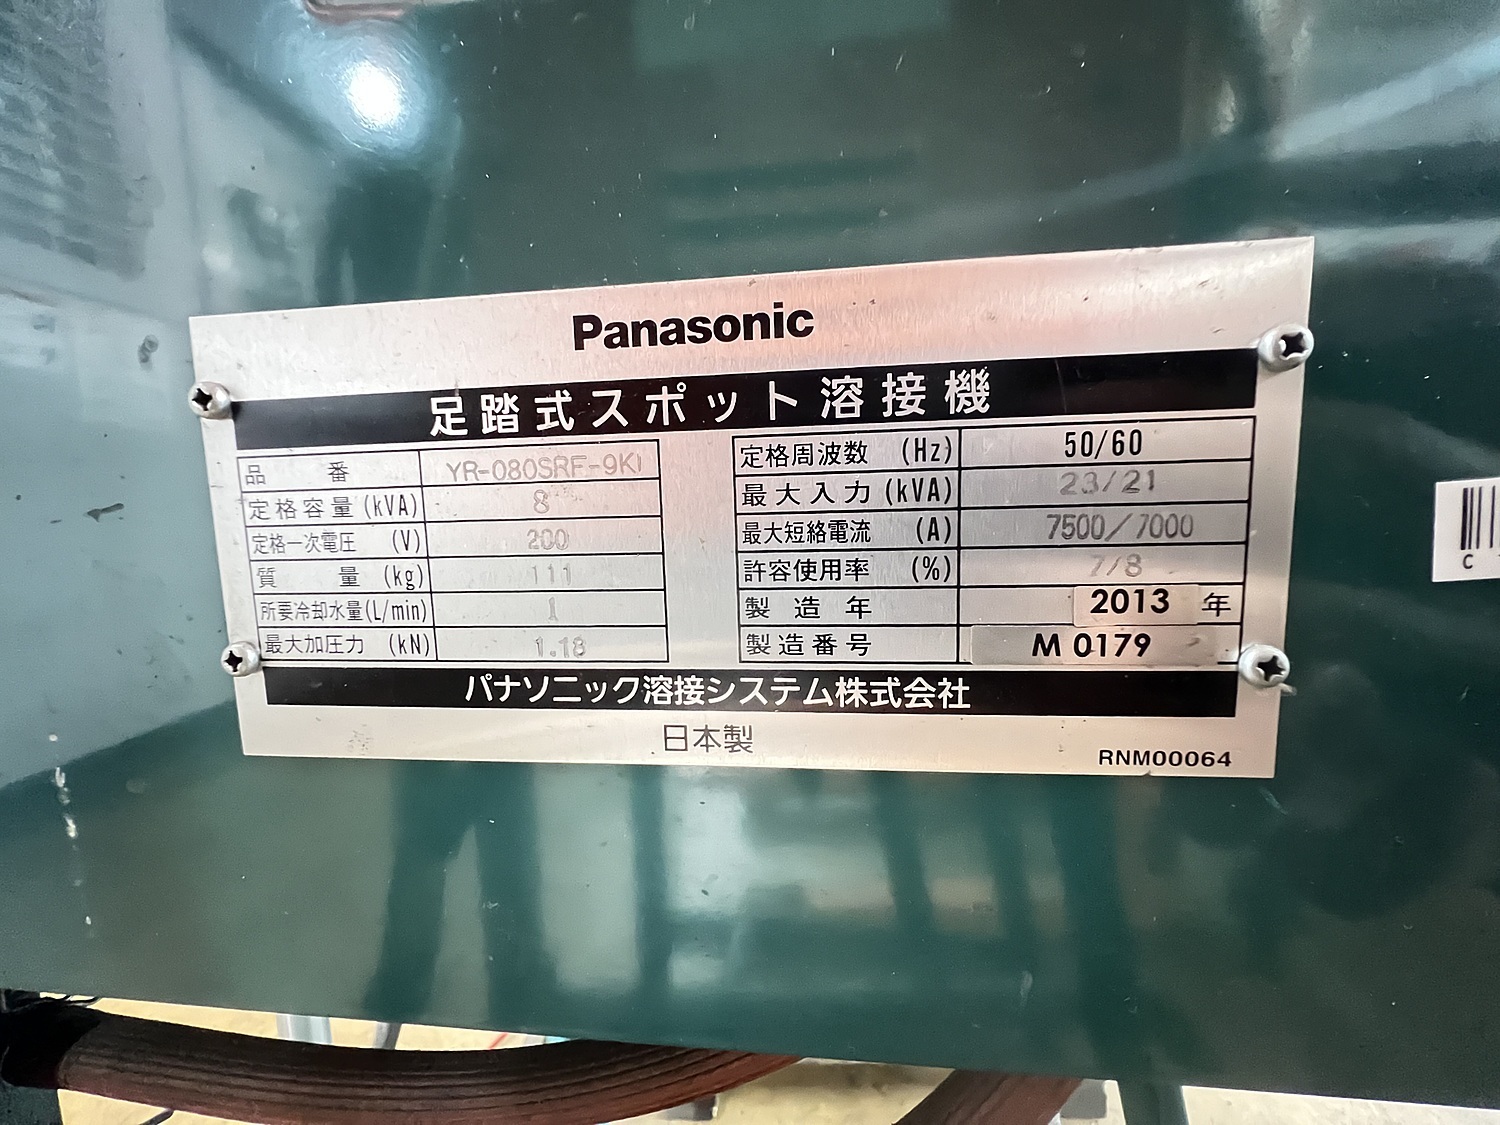 Panasonic
足踏式スポット溶接機
品 番 YR-080SRF-9K1
定格容量 (kVA) 8
定格一次電圧 (V) 200
質 量 (kg) 111
所要冷却水量 (L/min) 1
最大加圧力 (kN) 1.18
定格周波数 (Hz) 50/60
最大入力 (kVA) 23/21
最大短絡電流 (A) 7500/7000
許容使用率 (%) 7/8
製造年 2013 年
製造番号 M 0179
パナソニック溶接システム株式会社
日本製
RNM00064
C